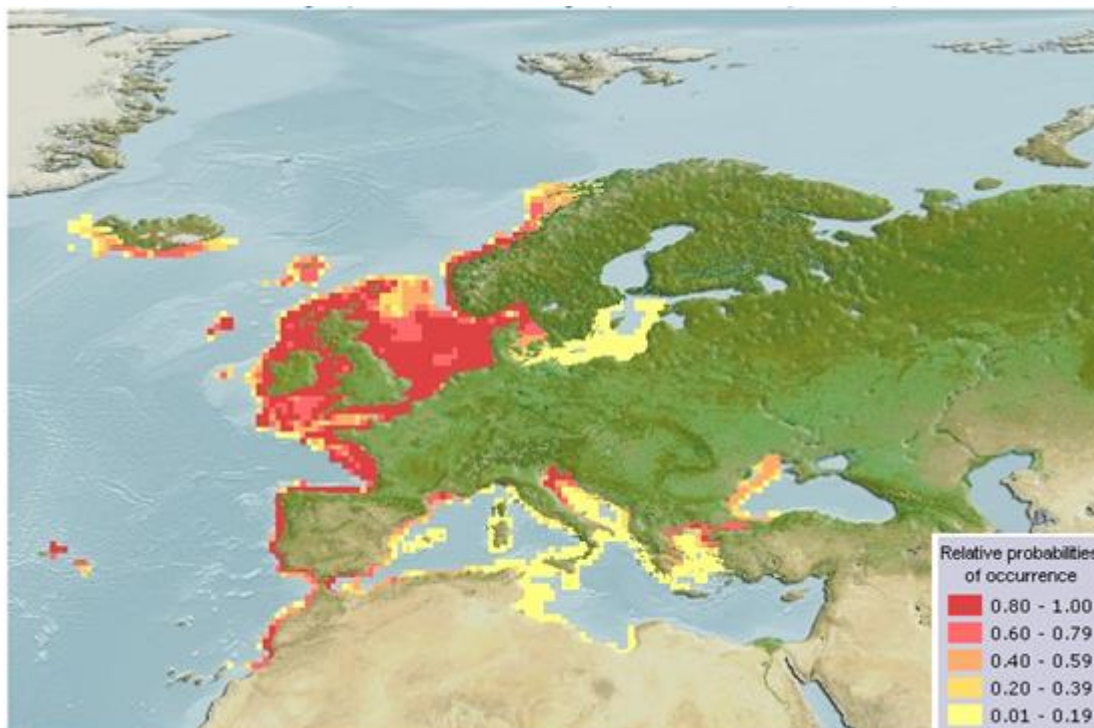 Relative probabilities
of occurrence
0.80 - 1.00
0.60 - 0.79
0.40 - 0.59
0.20 - 0.39
0.01 - 0.19